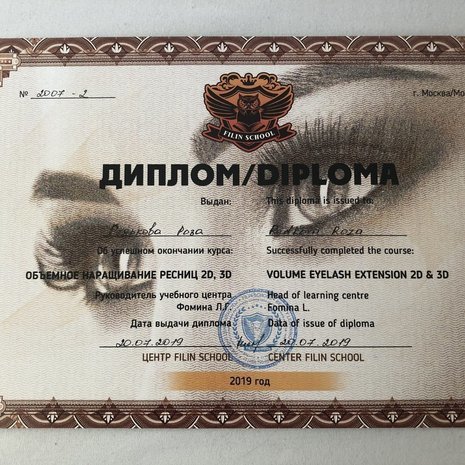 № 2007 - 2
г. Москва/Mo
FILIN SCHOOL
ДИПЛОМ/DIPLOMA
Выдан: This diploma is issued to:
Роза Roza
Об успешном окончании курса: Successfully completed the course:
ОБЪЕМНОЕ НАРАЩИВАНИЕ РЕСНИЦ 2D, 3D VOLUME EYELASH EXTENSION 2D & 3D
Руководитель учебного центра Head of learning centre
Фомина Л.Г. Fomina L.
Дата выдачи диплома Data of issue of diploma
20.07.2019 20.07.2019
ЦЕНТР FILIN SCHOOL CENTER FILIN SCHOOL
2019 год